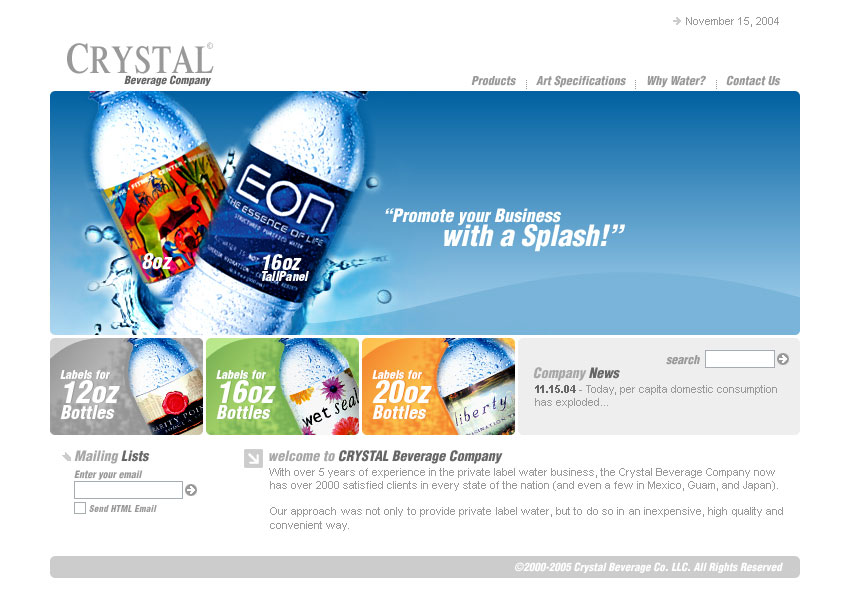 November 15, 2004
CRYSTAL©
Beverage Company
Products
Art Specifications
Why Water?
Contact Us
FITNESS CENTER
EON
THE ESSENCE OF LIFE
STRUCTURED PURIFIED WATER
8oz
16oz
TallPanel
“Promote your Business
with a Splash!”
Labels for
12oz
Bottles
Labels for
16oz
Bottles
wet seal
Labels for
20oz
Bottles
liberty
search
Company News
11.15.04 - Today, per capita domestic consumption
has exploded...
Mailing Lists
Enter your email
Send HTML Email
welcome to CRYSTAL Beverage Company
With over 5 years of experience in the private label water business, the Crystal Beverage Company now
has over 2000 satisfied clients in every state of the nation (and even a few in Mexico, Guam, and Japan).
Our approach was not only to provide private label water, but to do so in an inexpensive, high quality and
convenient way.
©2000-2005 Crystal Beverage Co. LLC. All Rights Reserved